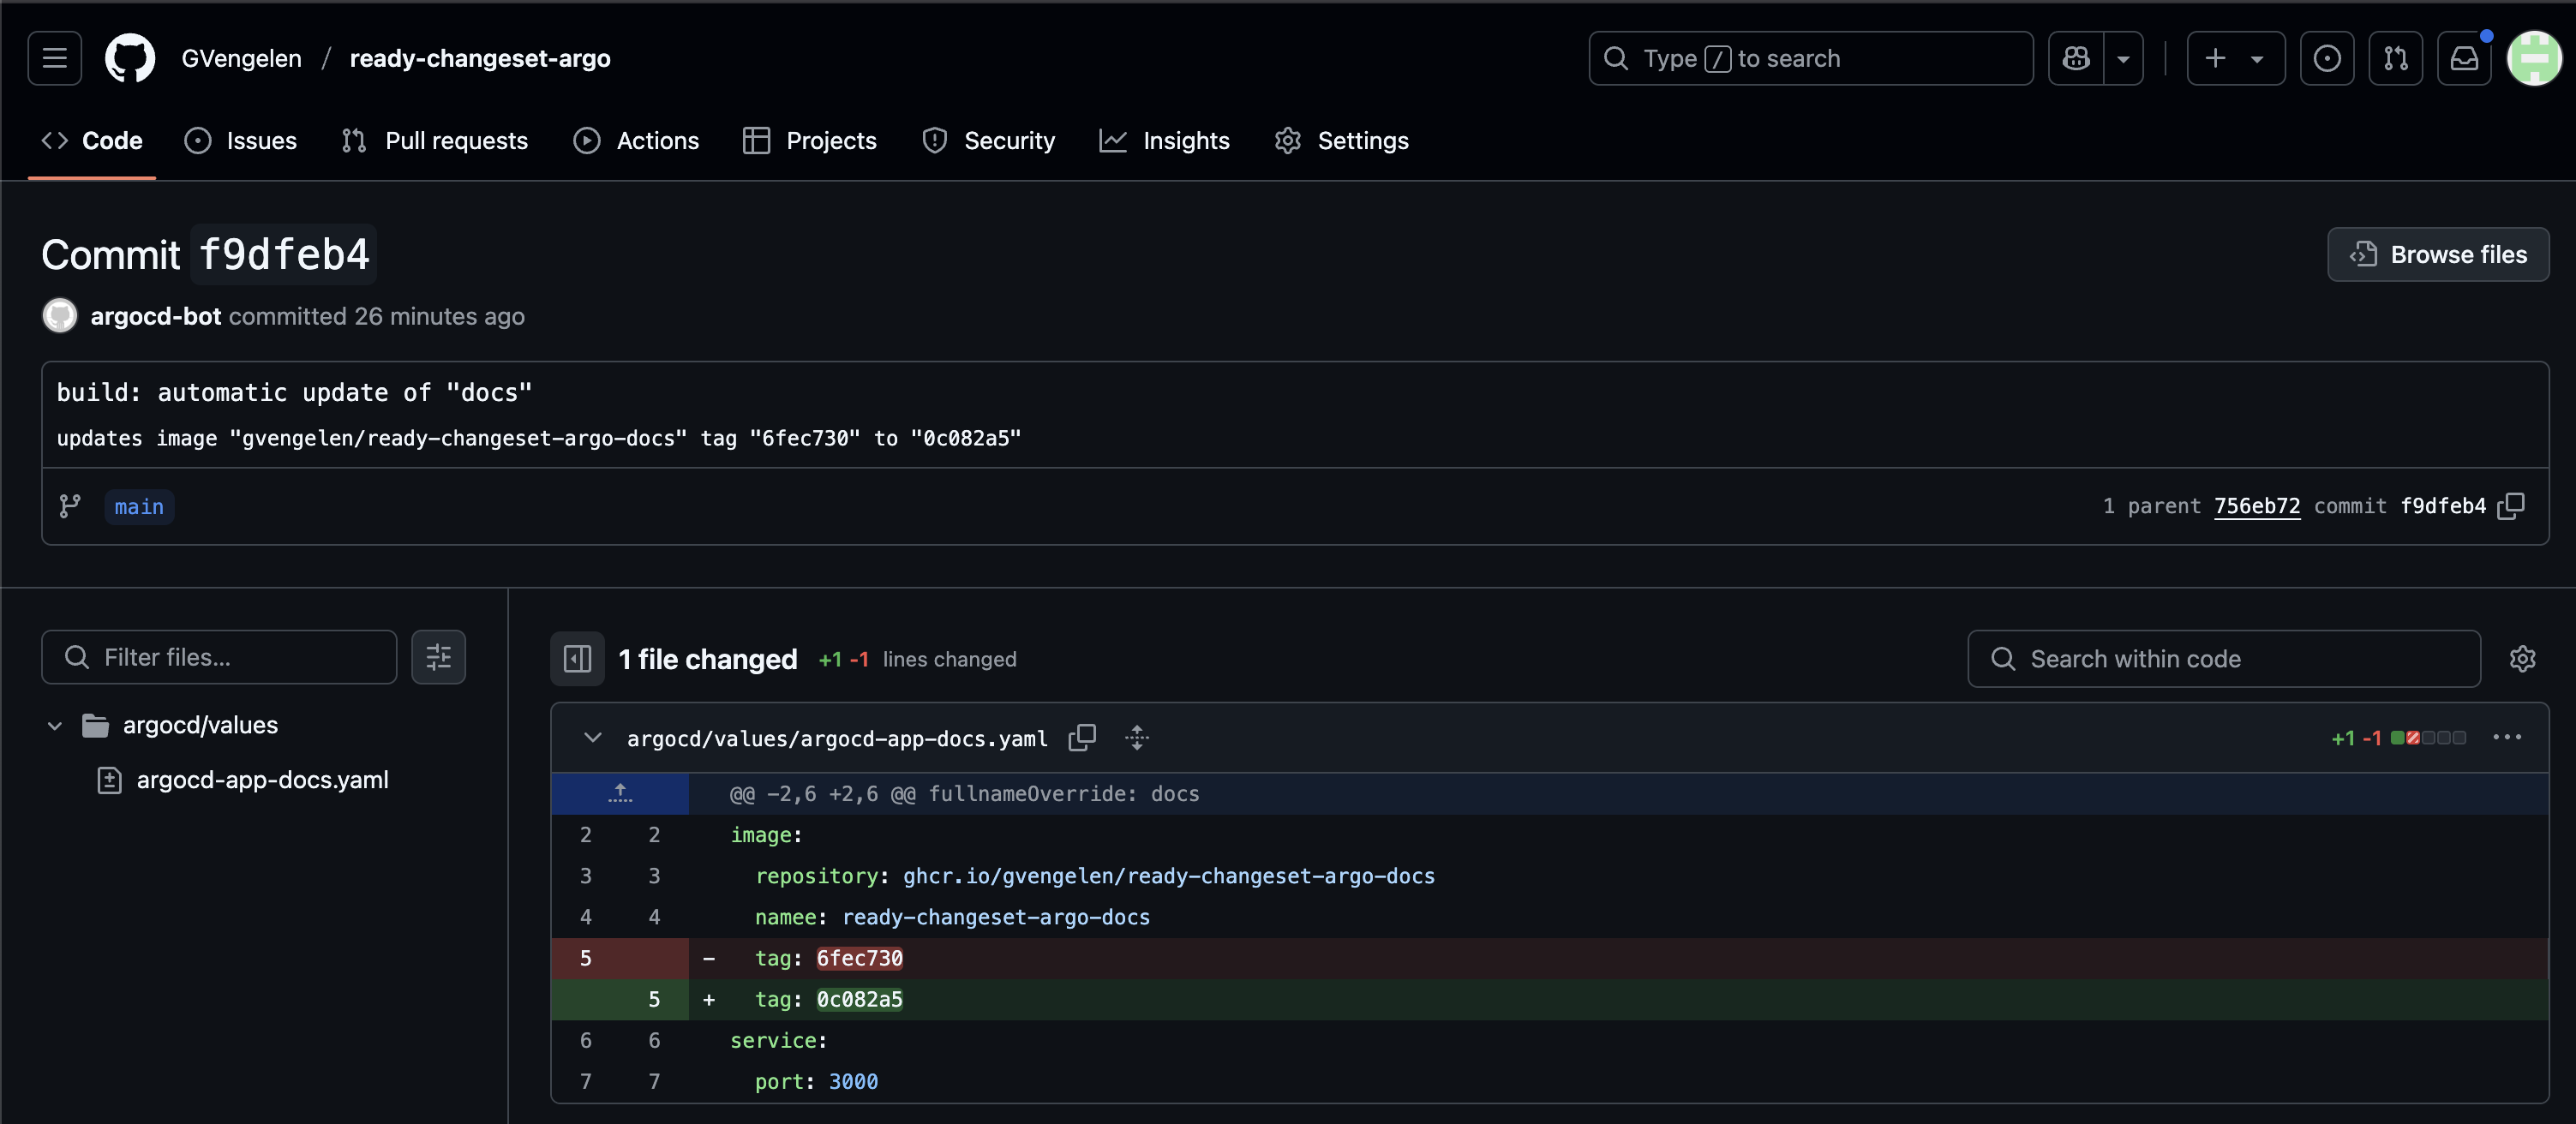 GVengelen / ready-changeset-argo
Type / to search
Code Issues Pull requests Actions Projects Security Insights Settings
Commit f9dfeb4
Browse files
argocd-bot committed 26 minutes ago
build: automatic update of "docs"
updates image "gvengelen/ready-changeset-argo-docs" tag "6fec730" to "0c082a5"
main
1 parent 756eb72 commit f9dfeb4
Filter files...
argocd/values
argocd-app-docs.yaml
1 file changed +1 -1 lines changed
Search within code
argocd/values/argocd-app-docs.yaml
+1 -1
@@ -2,6 +2,6 @@ fullnameOverride: docs
2 2 image:
3 3 repository: ghcr.io/gvengelen/ready-changeset-argo-docs
4 4 namee: ready-changeset-argo-docs
5 - tag: 6fec730
5 + tag: 0c082a5
6 6 service:
7 7 port: 3000